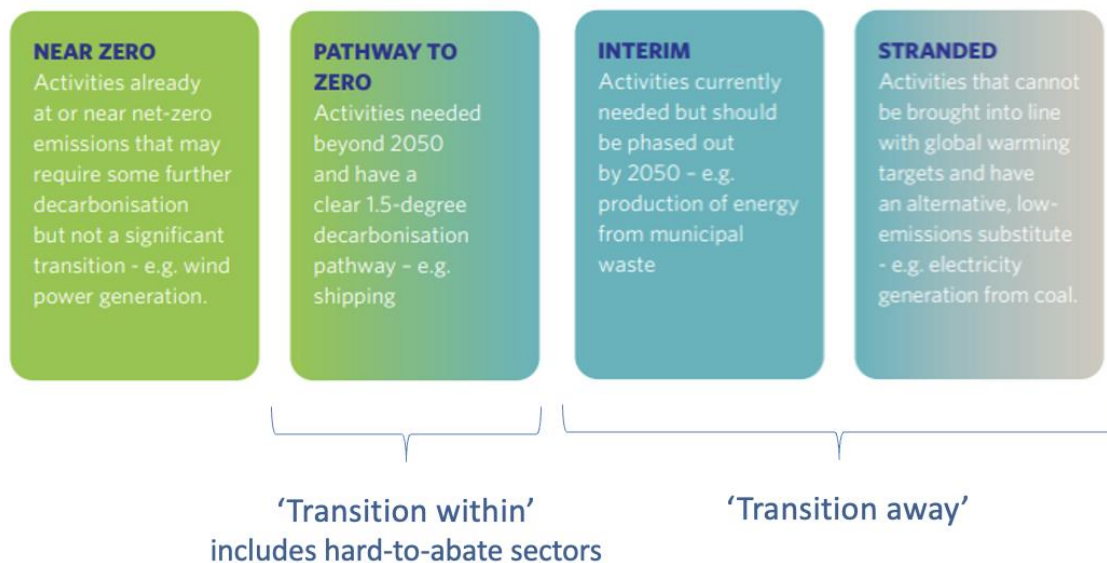 NEAR ZERO
Activities already
at or near net-zero
emissions that may
require some further
decarbonisation
but not a significant
transition - e.g. wind
power generation.
PATHWAY TO
ZERO
Activities needed
beyond 2050
and have a
clear 1.5-degree
decarbonisation
pathway – e.g.
shipping
INTERIM
Activities currently
needed but should
be phased out
by 2050 – e.g.
production of energy
from municipal
waste
STRANDED
Activities that cannot
be brought into line
with global warming
targets and have
an alternative, low-
emissions substitute
- e.g. electricity
generation from coal.
‘Transition within’
includes hard-to-abate sectors
‘Transition away’